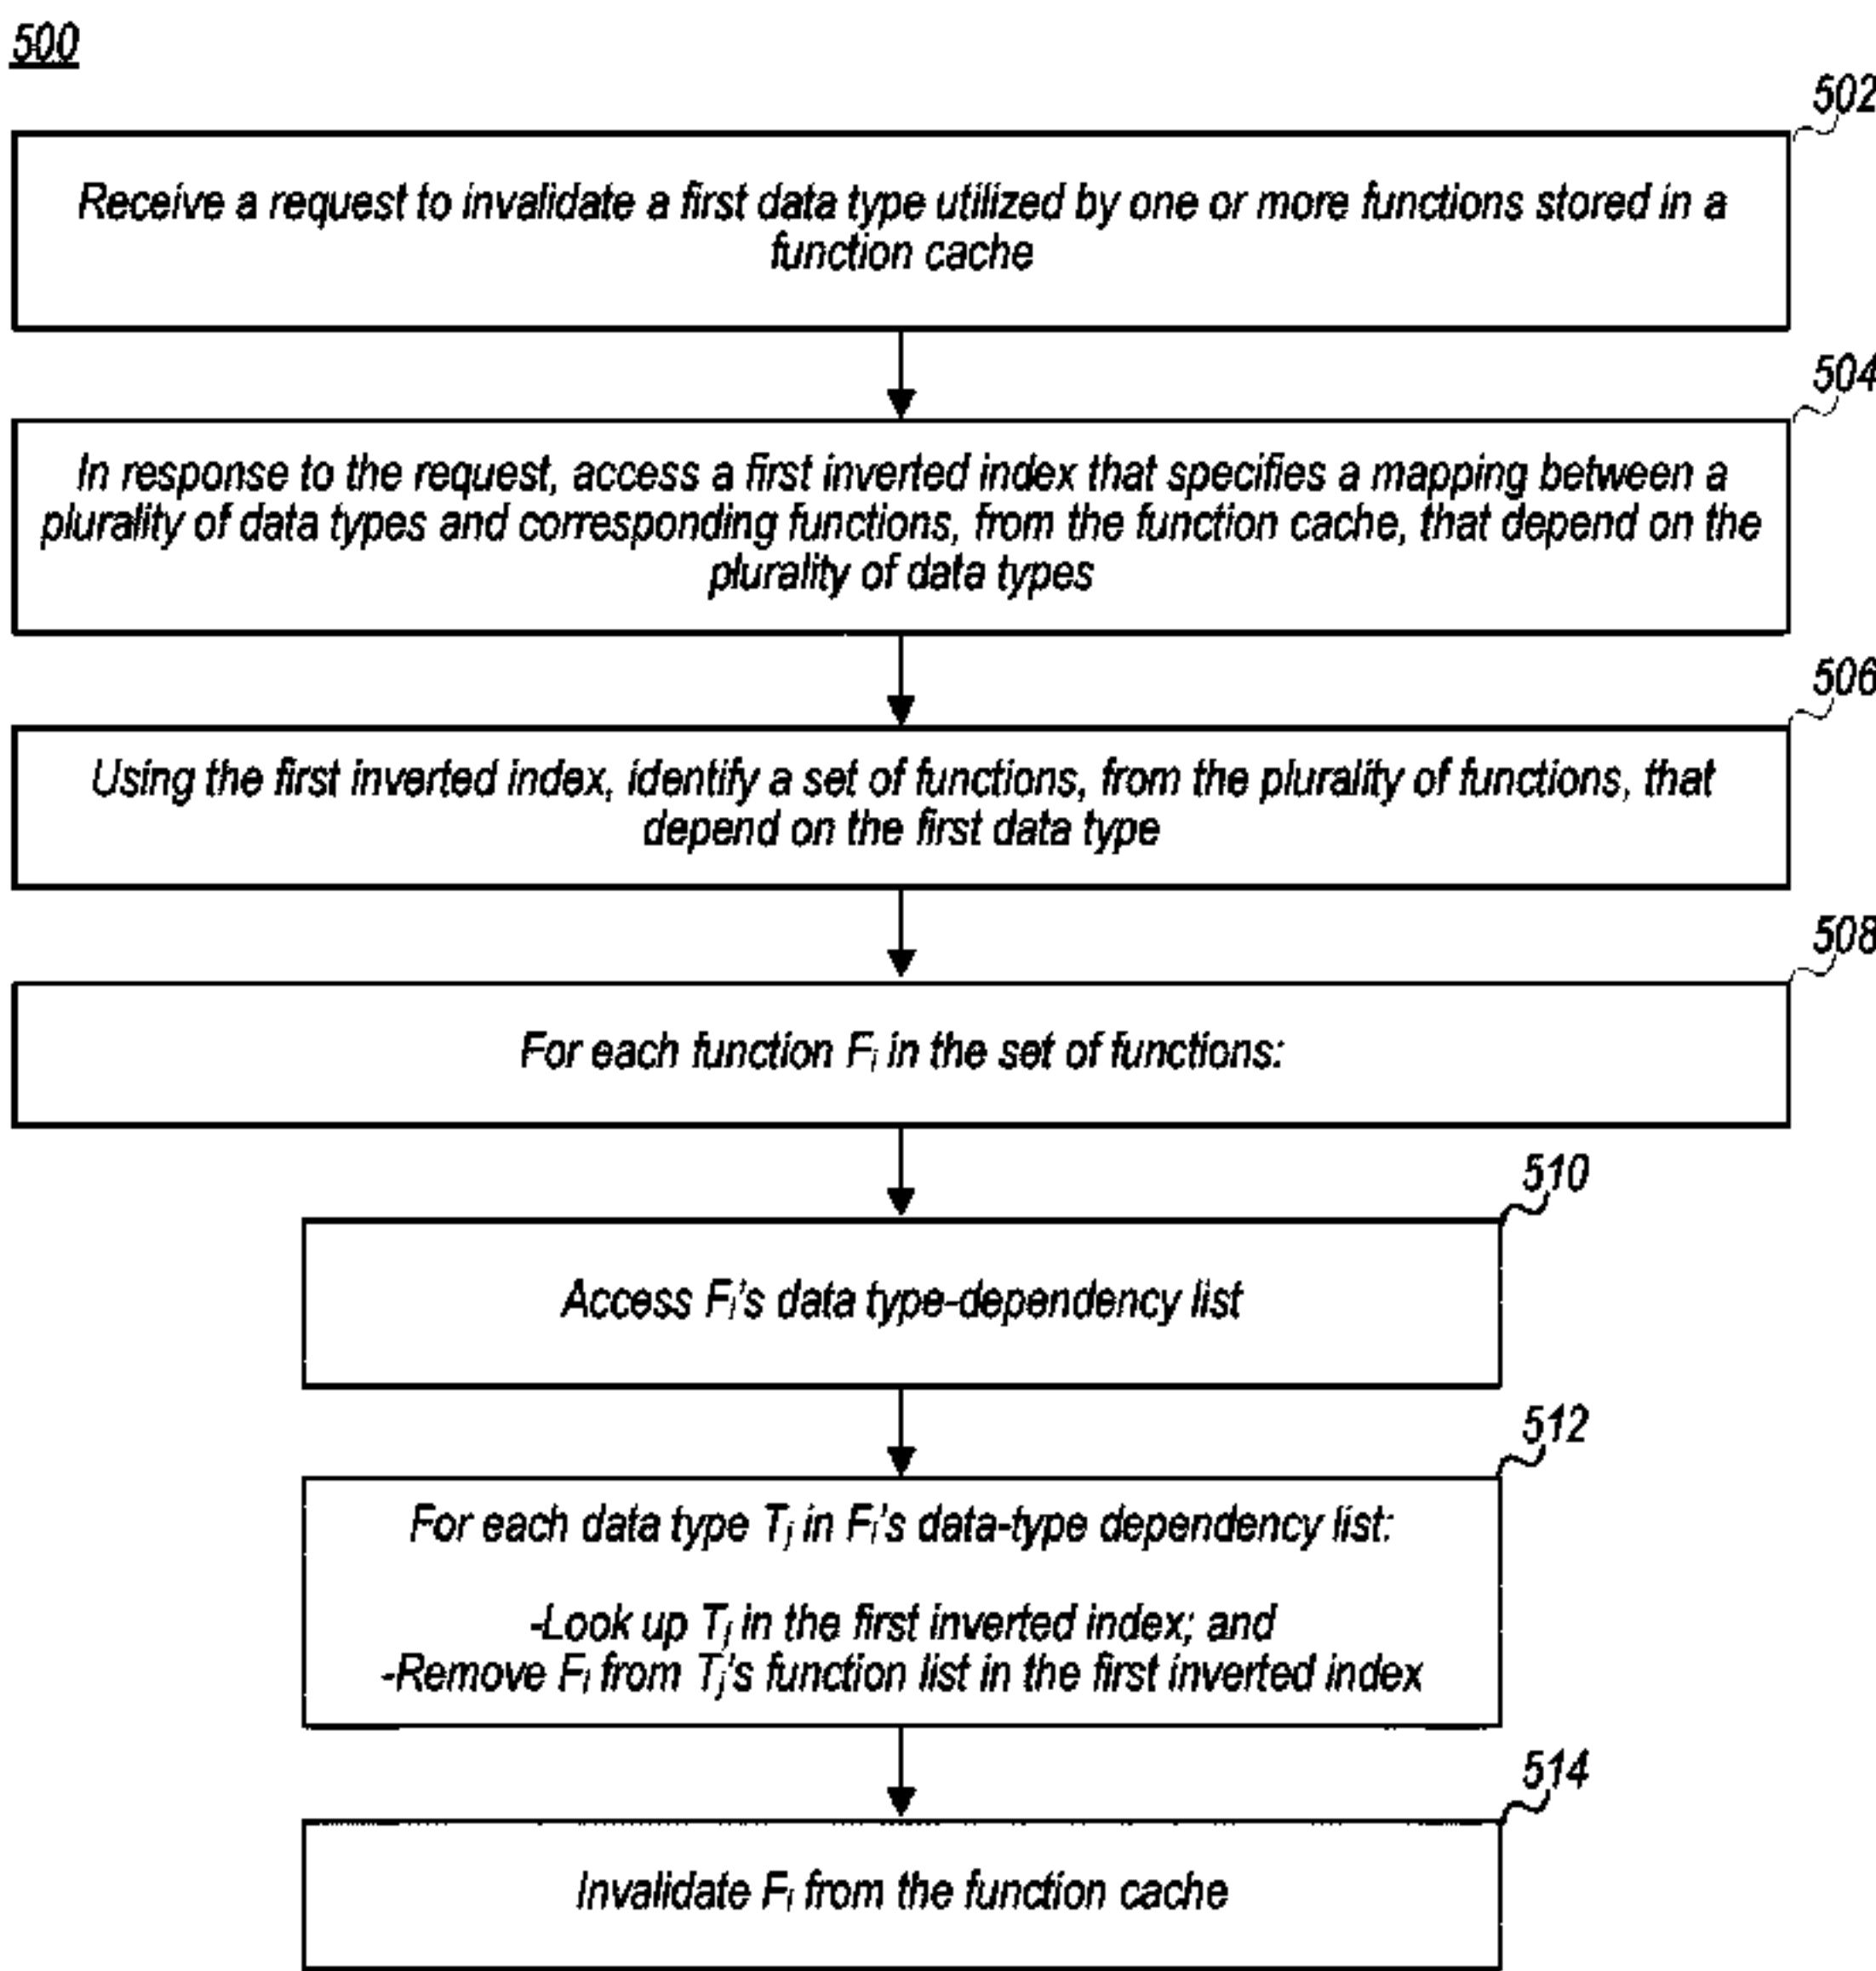 500
502
Receive a request to invalidate a first data type utilized by one or more functions stored in a
function cache
504
In response to the request, access a first inverted index that specifies a mapping between a
plurality of data types and corresponding functions, from the function cache, that depend on the
plurality of data types
506
Using the first inverted index, identify a set of functions, from the plurality of functions, that
depend on the first data type
508
For each function Fi in the set of functions:
510
Access Fi's data type-dependency list
512
For each data type Tj in Fi's data-type dependency list:
-Look up Tj in the first inverted index; and
-Remove Fi from Tj's function list in the first inverted index
514
Invalidate Fi from the function cache